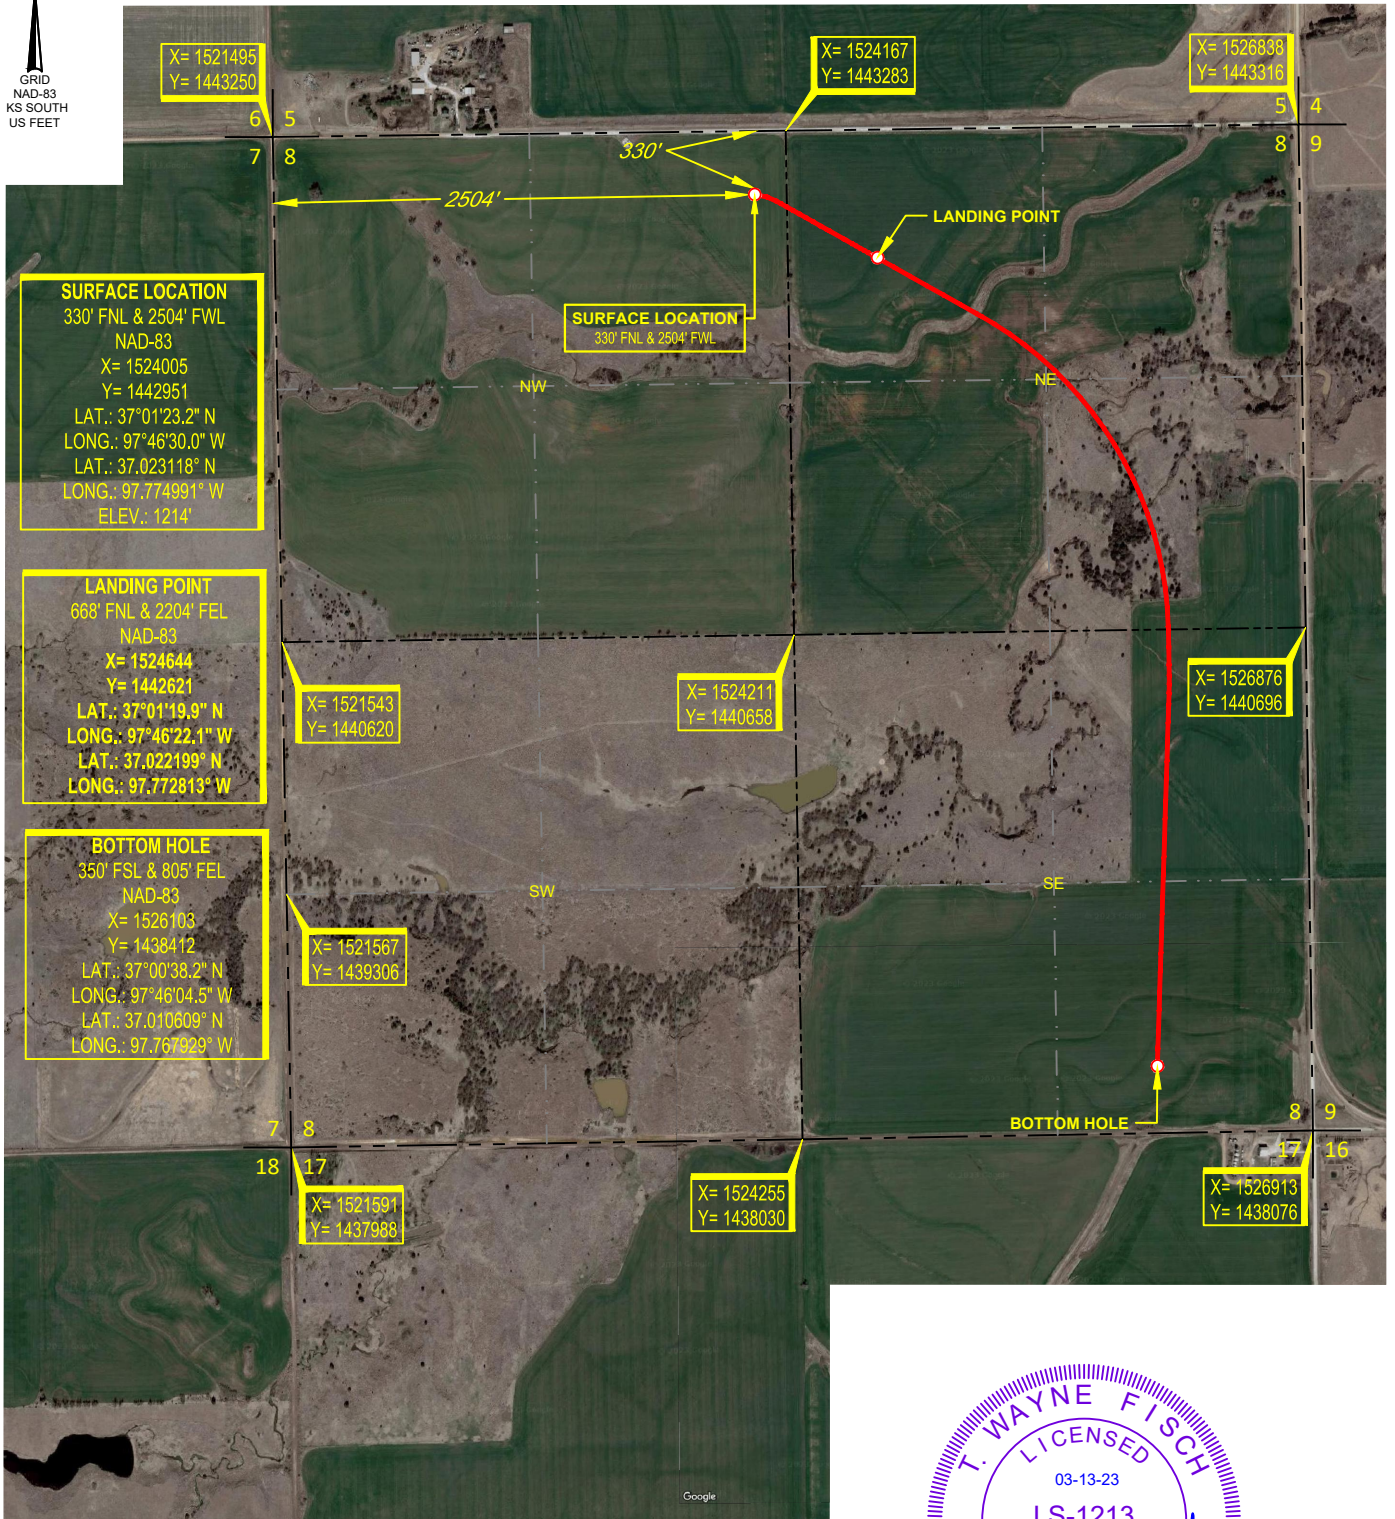 GRID
NAD-83
KS SOUTH
US FEET
X= 1521495
Y= 1443250
X= 1524167
Y= 1443283
X= 1526838
Y= 1443316
6 5
7 8
5 4
8 9
330'
2504'
LANDING POINT
SURFACE LOCATION
330' FNL & 2504' FWL
NAD-83
X= 1524005
Y= 1442951
LAT.: 37°01'23.2" N
LONG.: 97°46'30.0" W
LAT.: 37.023118° N
LONG.: 97.774991° W
ELEV.: 1214'
SURFACE LOCATION
330' FNL & 2504' FWL
NW
NE
LANDING POINT
668' FNL & 2204' FEL
NAD-83
X= 1524644
Y= 1442621
LAT.: 37°01'19.9" N
LONG.: 97°46'22.1" W
LAT.: 37.022199° N
LONG.: 97.772813° W
X= 1521543
Y= 1440620
X= 1524211
Y= 1440658
X= 1526876
Y= 1440696
BOTTOM HOLE
350' FSL & 805' FEL
NAD-83
X= 1526103
Y= 1438412
LAT.: 37°00'38.2" N
LONG.: 97°46'04.5" W
LAT.: 37.010609° N
LONG.: 97.767929° W
SW
SE
X= 1521567
Y= 1439306
BOTTOM HOLE
7 8
18 17
8 9
17 16
X= 1521591
Y= 1437988
X= 1524255
Y= 1438030
X= 1526913
Y= 1438076
Google
T. WAYNE FISCH
LICENSED
03-13-23
LS-1213